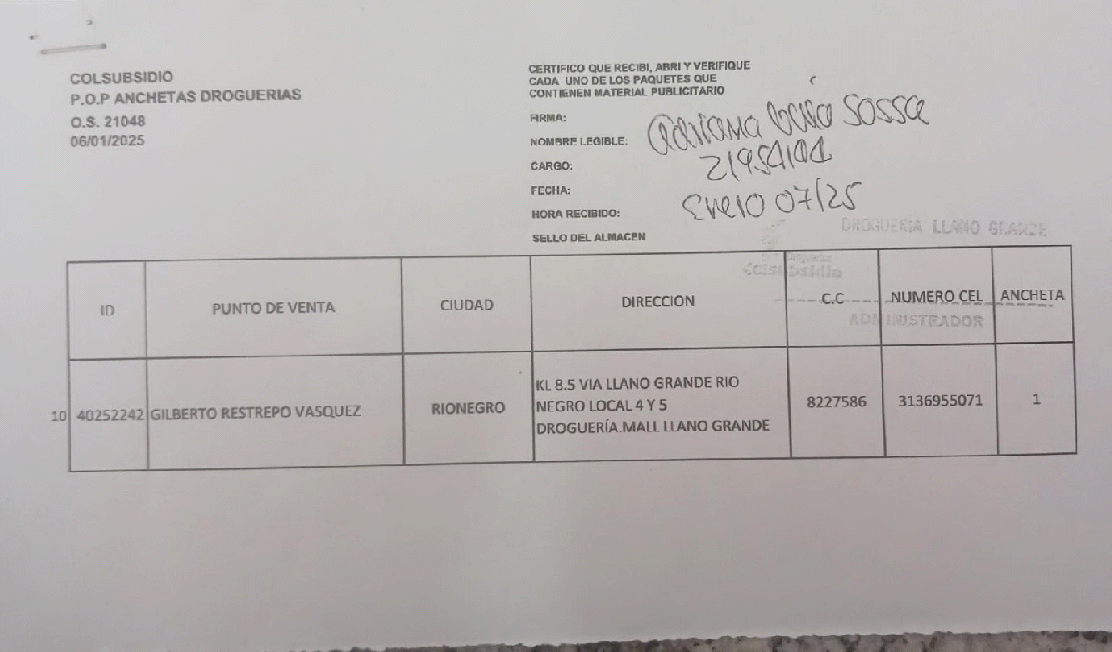 COLSUBSIDIO
P.O.P ANCHETAS DROGUERIAS
O.S. 21048
06/01/2025
CERTIFICO QUE RECIBI, ABRI Y VERIFIQUE
CADA UNO DE LOS PAQUETES QUE
CONTIENEN MATERIAL PUBLICITARIO
FIRMA:
NOMBRE LEGIBLE: Adriana Sossa
CARGO:
FECHA: Enero 07/25
HORA RECIBIDO:
SELLO DEL ALMACEN
DROGUERIA LLANO GRANDE
Colsubsidio
ADMINISTRADOR
ID PUNTO DE VENTA CIUDAD DIRECCION C.C NUMERO CEL ANCHETA
10 40252242 GILBERTO RESTREPO VASQUEZ RIONEGRO KL 8.5 VIA LLANO GRANDE RIO
NEGRO LOCAL 4 Y 5
DROGUERÍA.MALL LLANO GRANDE 8227586 3136955071 1